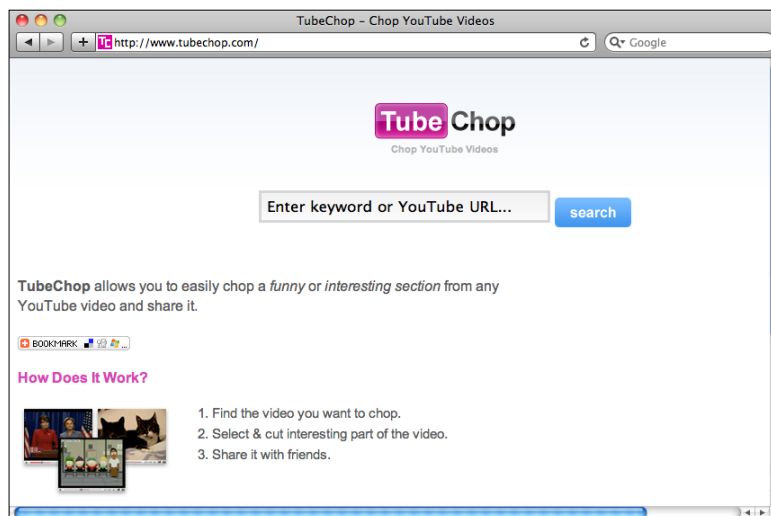 TubeChop – Chop YouTube Videos
http://www.tubechop.com/
Google
Tube Chop
Chop YouTube Videos
Enter keyword or YouTube URL...
search
TubeChop allows you to easily chop a funny or interesting section from any
YouTube video and share it.
BOOKMARK
How Does It Work?
1. Find the video you want to chop.
2. Select & cut interesting part of the video.
3. Share it with friends.